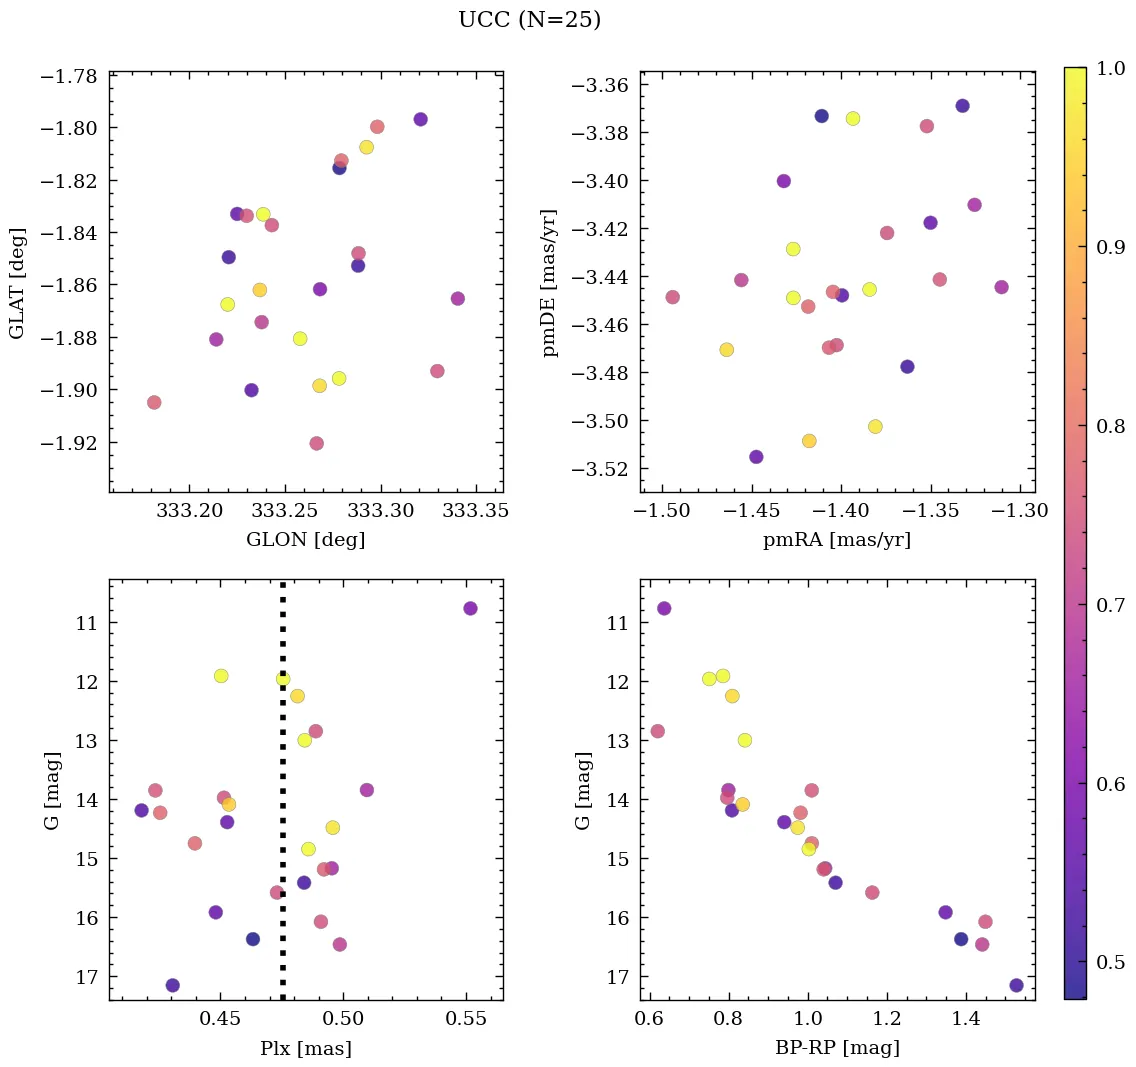 UCC (N=25)
−1.78
−1.80
−1.82
−1.84
−1.86
−1.88
−1.90
−1.92
GLAT [deg]
333.20 333.25 333.30 333.35
GLON [deg]
−3.36
−3.38
−3.40
−3.42
−3.44
−3.46
−3.48
−3.50
−3.52
pmDE [mas/yr]
−1.50 −1.45 −1.40 −1.35 −1.30
pmRA [mas/yr]
11
12
13
14
15
16
17
G [mag]
0.45 0.50 0.55
Plx [mas]
11
12
13
14
15
16
17
G [mag]
0.6 0.8 1.0 1.2 1.4
BP-RP [mag]
1.0
0.9
0.8
0.7
0.6
0.5